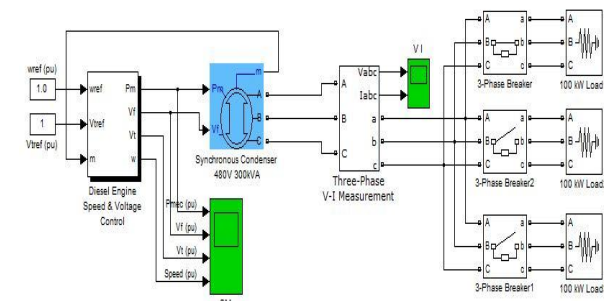 wref (pu)
1.0
1
Vtref (pu)
wref
Vtref
m
Pm
Vf
Vt
w
Diesel Engine
Speed & Voltage
Control
Pm
Vf_
m
A
B
C
Synchronous Condenser
480V 300kVA
Pmec (pu)
Vf (pu)
Vt (pu)
Speed (pu)
A
B
C
Vabc
Iabc
a
b
c
Three-Phase
V-I Measurement
V I
A a
B b
C c
3-Phase Breaker
A
B
C
100 kW Load
A a
B b
C c
3-Phase Breaker2
A
B
C
100 kW Load
A a
B b
C c
3-Phase Breaker1
A
B
C
100 kW Load